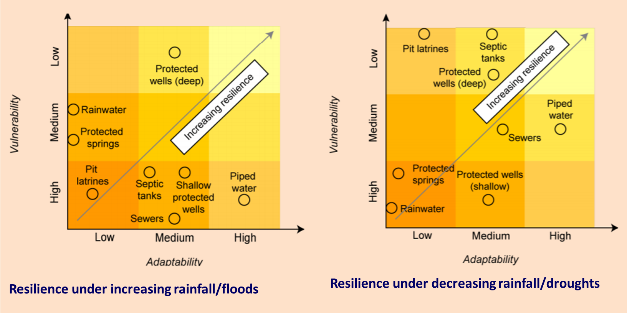 Vulnerability
Low
Medium
High
Protected
wells (deep)
Increasing resilience
Rainwater
Protected
springs
Pit
latrines
Septic
tanks
Shallow
protected
wells
Piped
water
Sewers
Low
Medium
High
Adaptability
Resilience under increasing rainfall/floods
Vulnerability
Low
Medium
High
Pit latrines
Septic
tanks
Protected
wells (deep)
Increasing resilience
Piped
water
Sewers
Protected
springs
Protected wells
(shallow)
Rainwater
Low
Medium
High
Adaptability
Resilience under decreasing rainfall/droughts